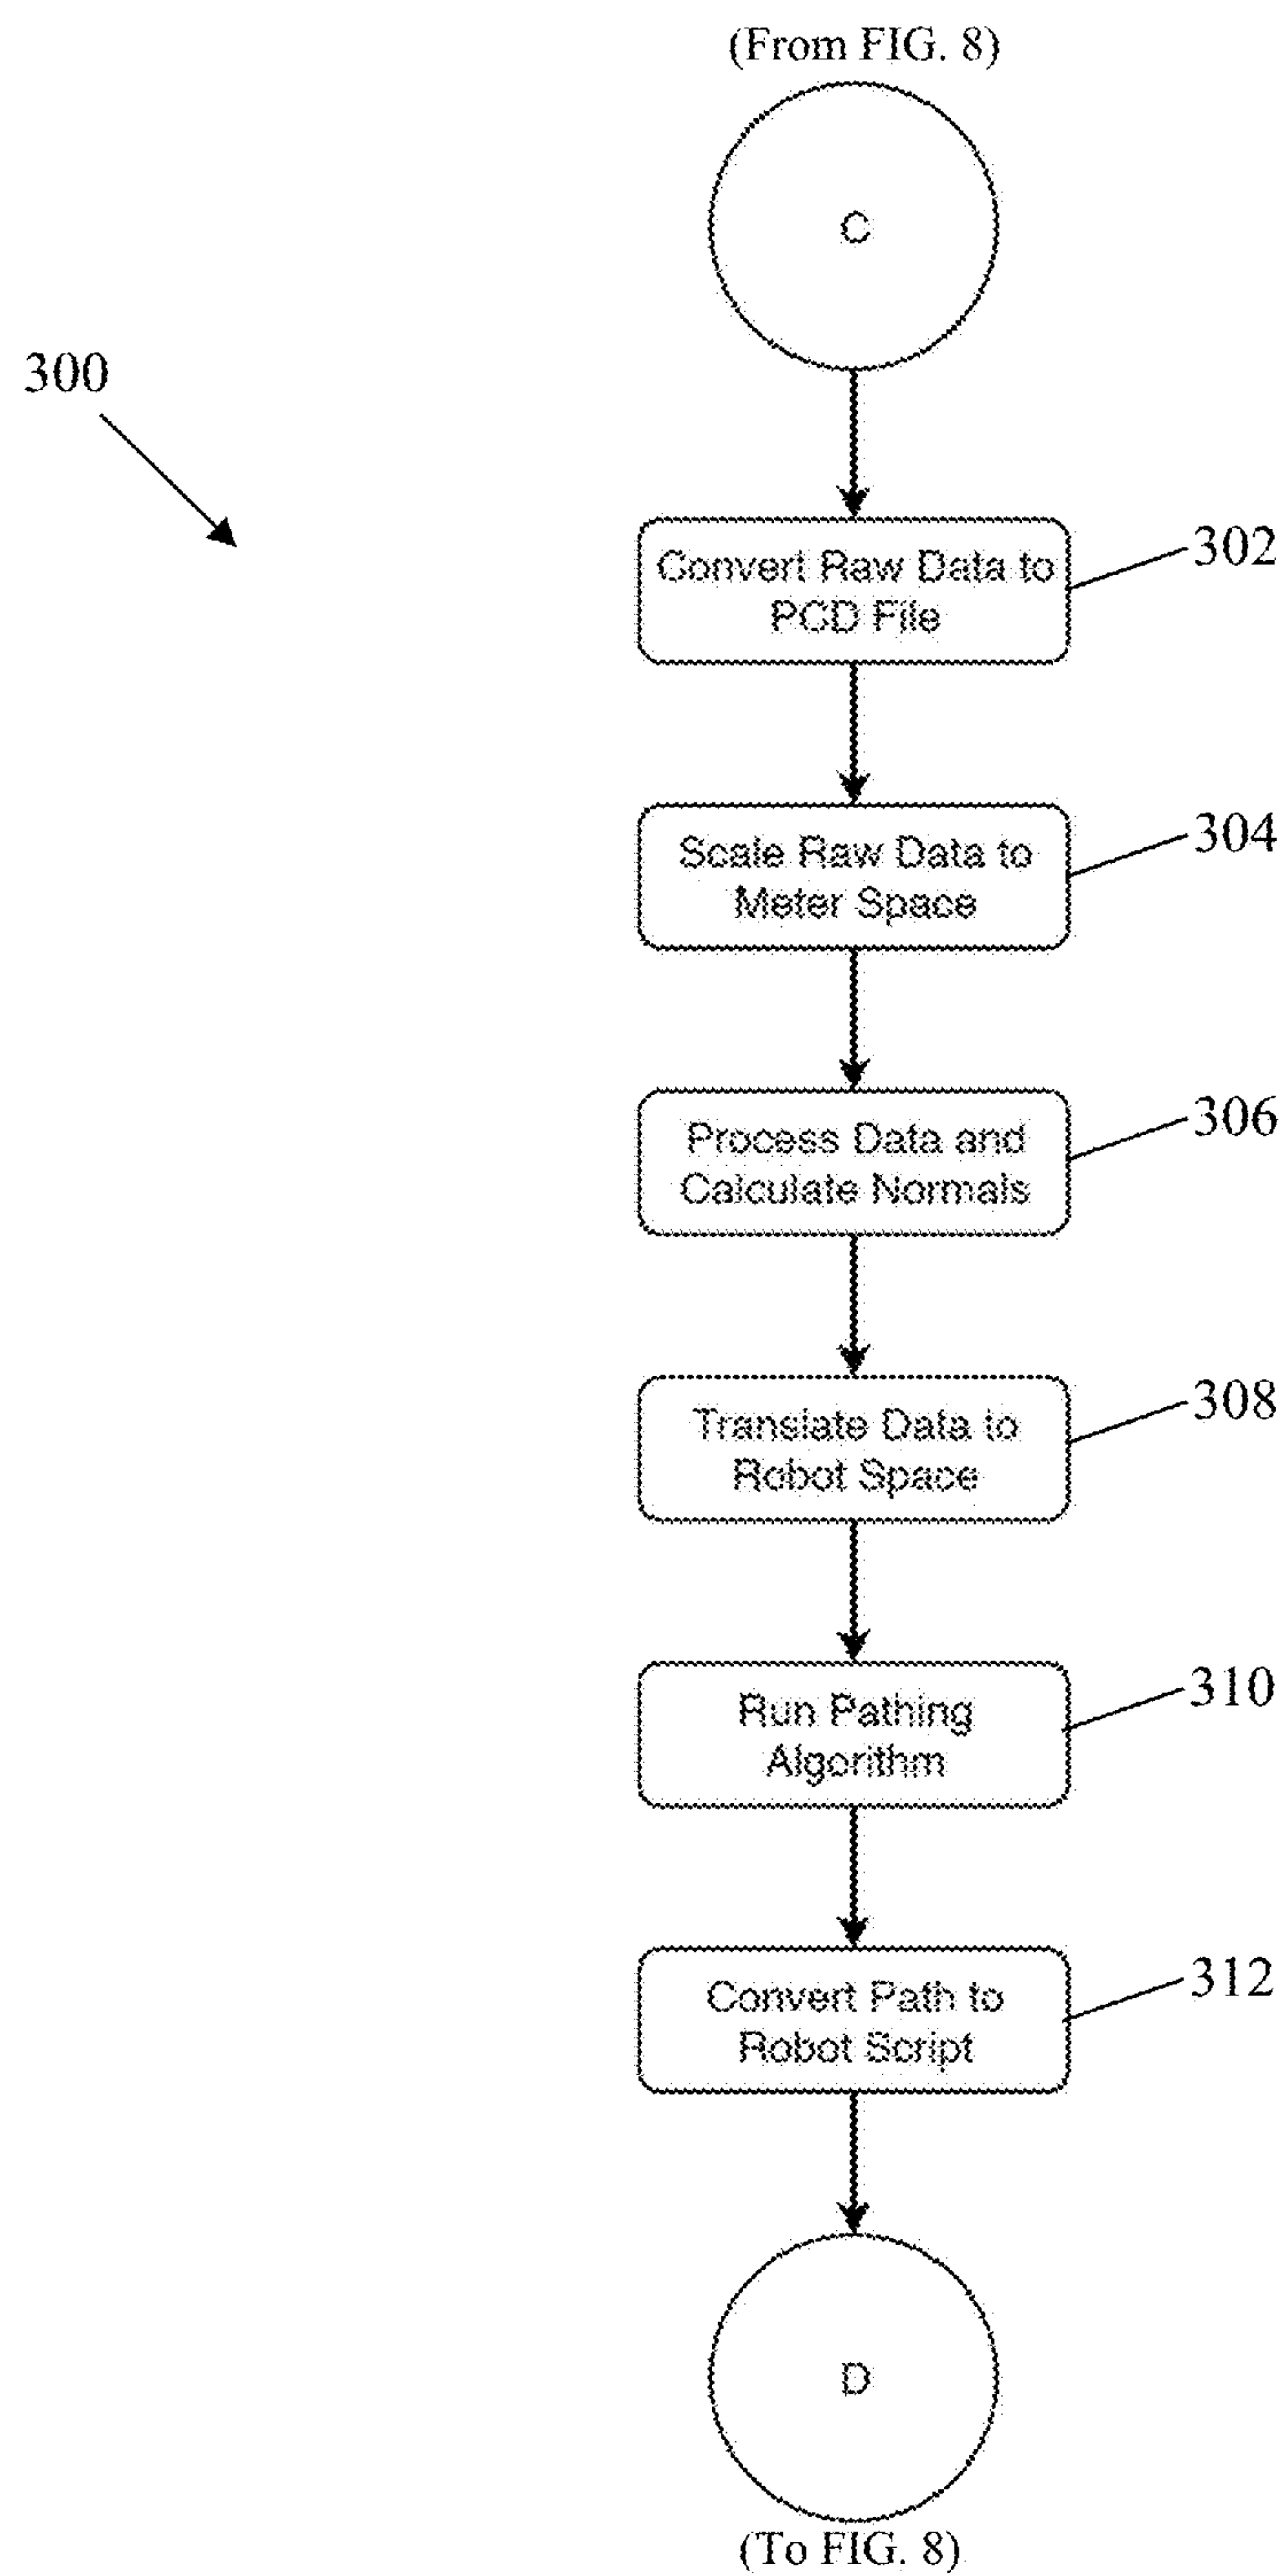 (From FIG. 8)
C
300
Convert Raw Data to
PCD File
302
Scale Raw Data to
Meter Space
304
Process Data and
Calculate Normals
306
Translate Data to
Robot Space
308
Run Pathing
Algorithm
310
Convert Path to
Robot Script
312
D
(To FIG. 8)